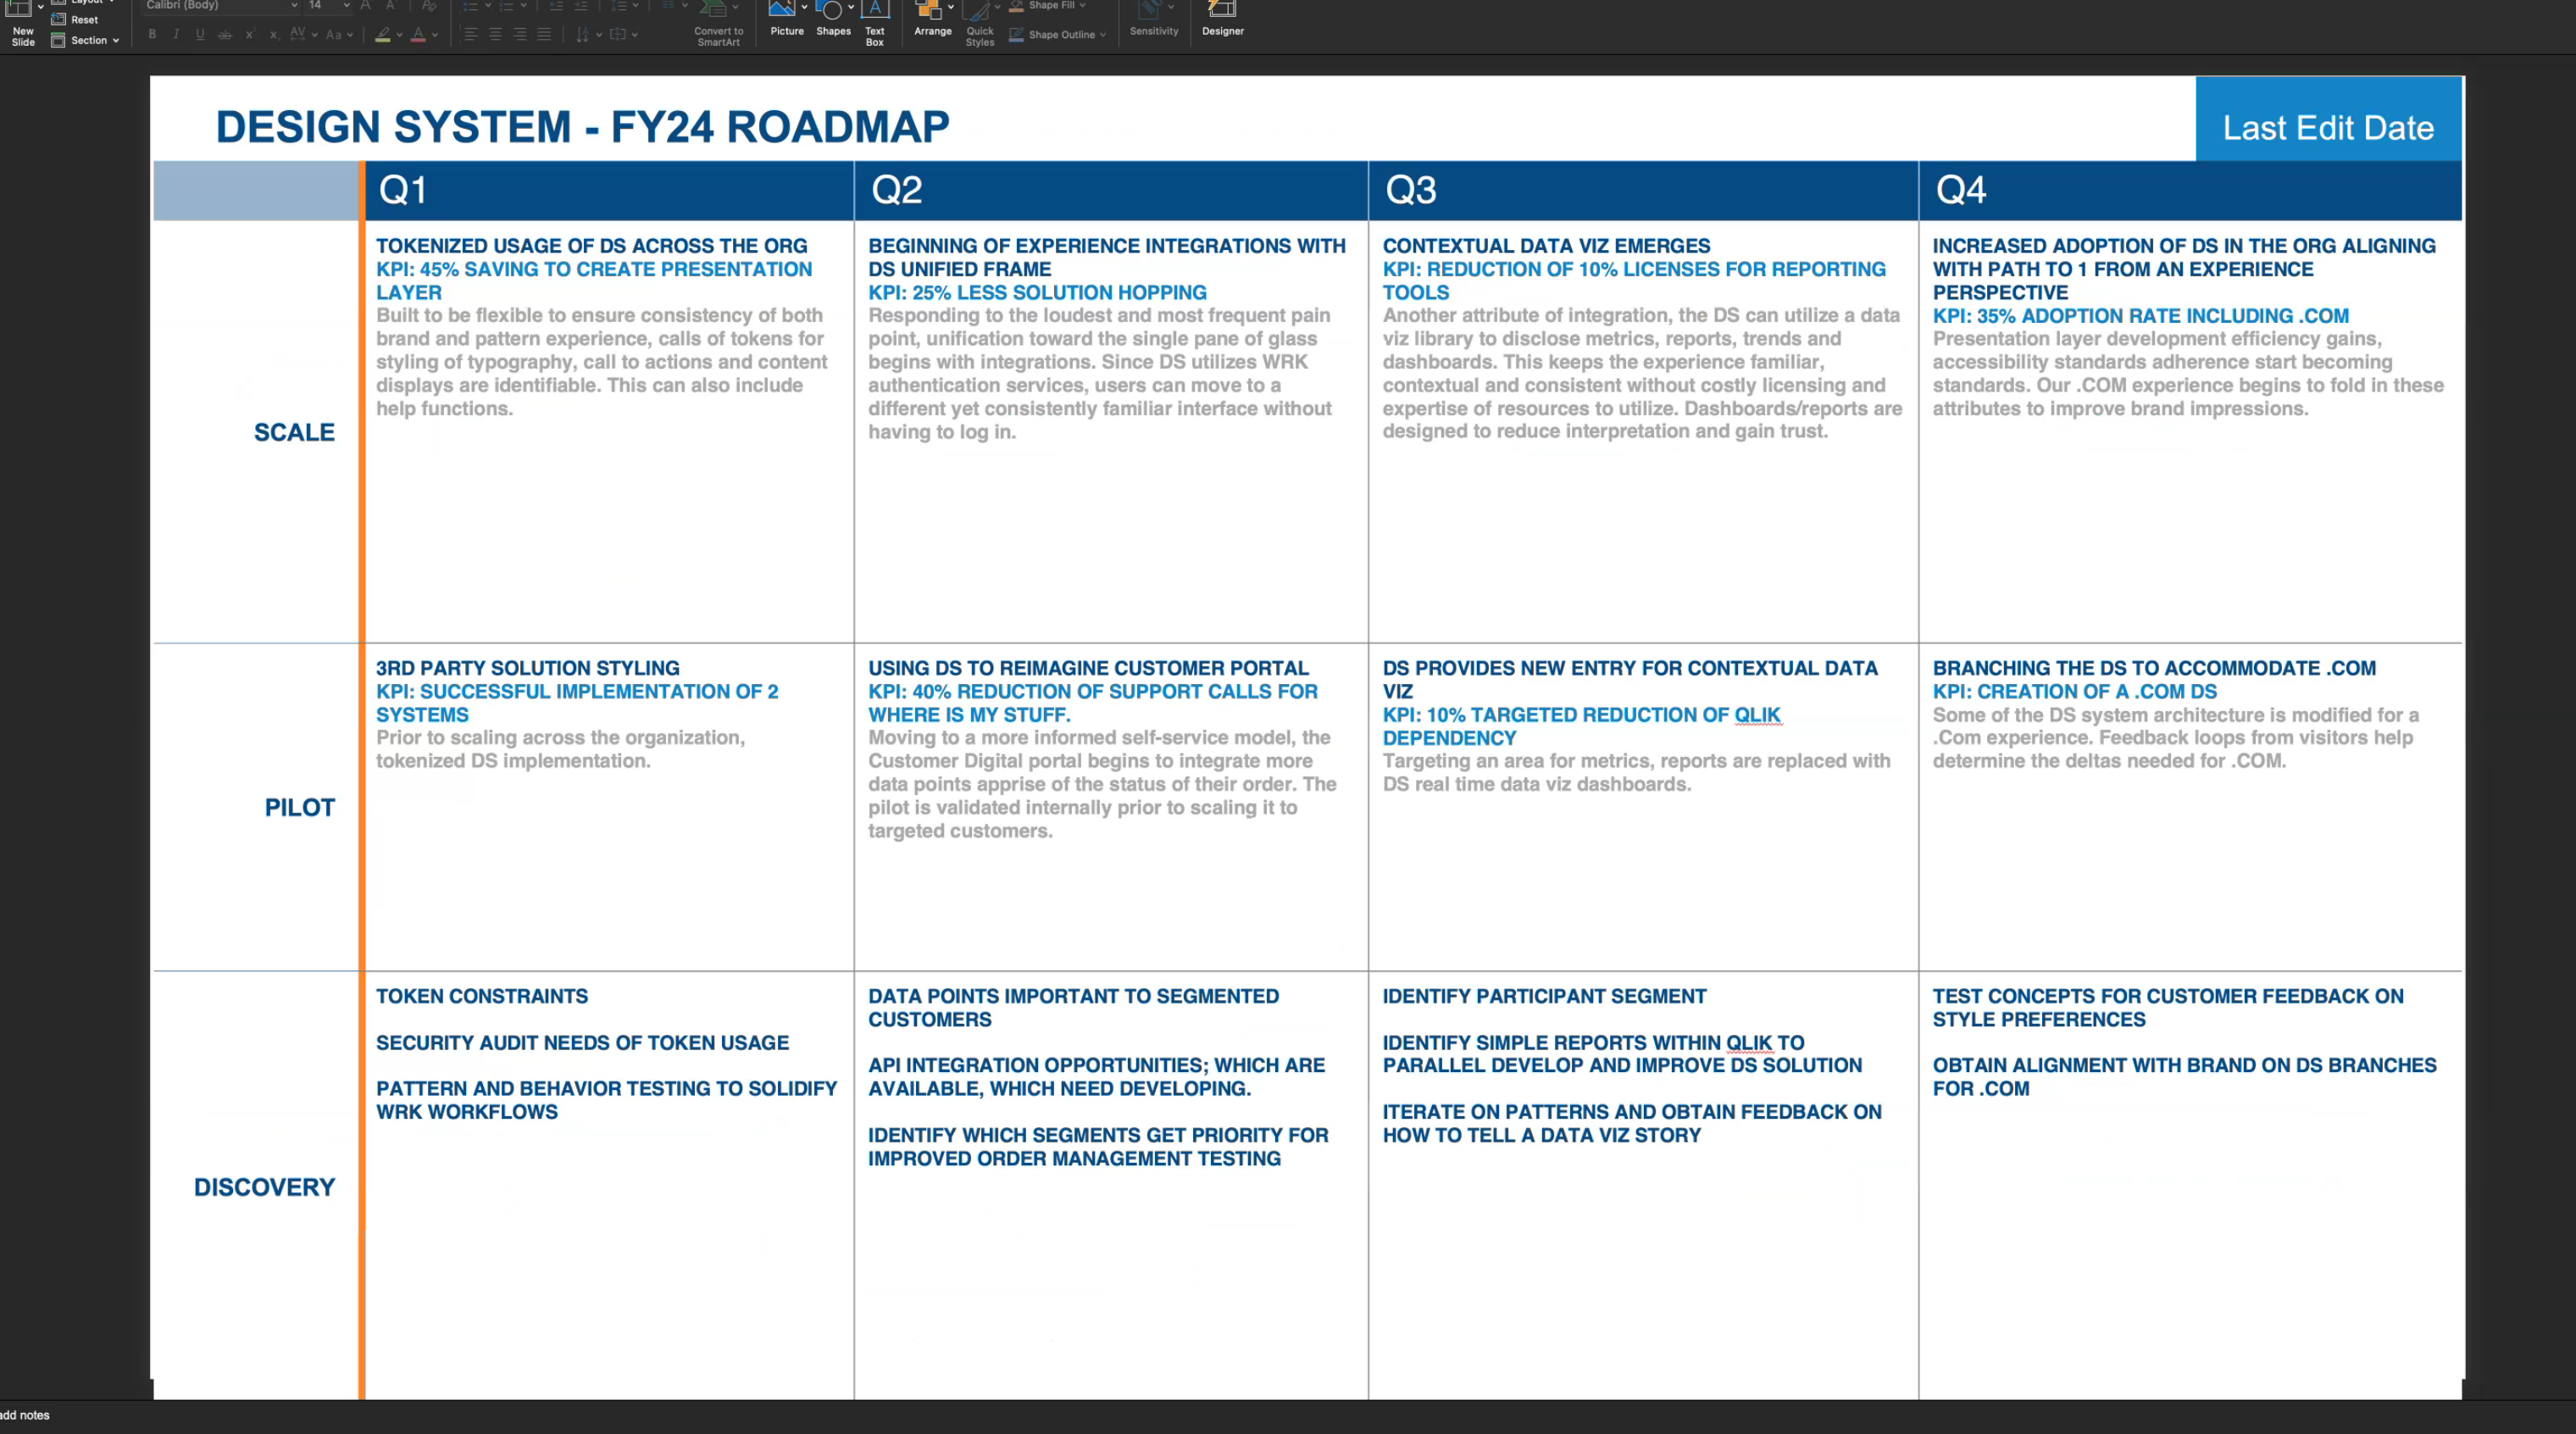 Layout
Calibri (Body)
14
Shape Fill
New
Slide
Reset
Section
B I U ab x x AV Aa A
Convert to
SmartArt
Picture
Shapes
Text
Box
Arrange
Quick
Styles
Shape Outline
Sensitivity
Designer
DESIGN SYSTEM - FY24 ROADMAP
Last Edit Date
Q1
Q2
Q3
Q4
SCALE
TOKENIZED USAGE OF DS ACROSS THE ORG
KPI: 45% SAVING TO CREATE PRESENTATION
LAYER
Built to be flexible to ensure consistency of both
brand and pattern experience, calls of tokens for
styling of typography, call to actions and content
displays are identifiable. This can also include
help functions.
BEGINNING OF EXPERIENCE INTEGRATIONS WITH
DS UNIFIED FRAME
KPI: 25% LESS SOLUTION HOPPING
Responding to the loudest and most frequent pain
point, unification toward the single pane of glass
begins with integrations. Since DS utilizes WRK
authentication services, users can move to a
different yet consistently familiar interface without
having to log in.
CONTEXTUAL DATA VIZ EMERGES
KPI: REDUCTION OF 10% LICENSES FOR REPORTING
TOOLS
Another attribute of integration, the DS can utilize a data
viz library to disclose metrics, reports, trends and
dashboards. This keeps the experience familiar,
contextual and consistent without costly licensing and
expertise of resources to utilize. Dashboards/reports are
designed to reduce interpretation and gain trust.
INCREASED ADOPTION OF DS IN THE ORG ALIGNING
WITH PATH TO 1 FROM AN EXPERIENCE
PERSPECTIVE
KPI: 35% ADOPTION RATE INCLUDING .COM
Presentation layer development efficiency gains,
accessibility standards adherence start becoming
standards. Our .COM experience begins to fold in these
attributes to improve brand impressions.
PILOT
3RD PARTY SOLUTION STYLING
KPI: SUCCESSFUL IMPLEMENTATION OF 2
SYSTEMS
Prior to scaling across the organization,
tokenized DS implementation.
USING DS TO REIMAGINE CUSTOMER PORTAL
KPI: 40% REDUCTION OF SUPPORT CALLS FOR
WHERE IS MY STUFF.
Moving to a more informed self-service model, the
Customer Digital portal begins to integrate more
data points apprise of the status of their order. The
pilot is validated internally prior to scaling it to
targeted customers.
DS PROVIDES NEW ENTRY FOR CONTEXTUAL DATA
VIZ
KPI: 10% TARGETED REDUCTION OF QLIK
DEPENDENCY
Targeting an area for metrics, reports are replaced with
DS real time data viz dashboards.
BRANCHING THE DS TO ACCOMMODATE .COM
KPI: CREATION OF A .COM DS
Some of the DS system architecture is modified for a
.Com experience. Feedback loops from visitors help
determine the deltas needed for .COM.
DISCOVERY
TOKEN CONSTRAINTS
SECURITY AUDIT NEEDS OF TOKEN USAGE
PATTERN AND BEHAVIOR TESTING TO SOLIDIFY
WRK WORKFLOWS
DATA POINTS IMPORTANT TO SEGMENTED
CUSTOMERS
API INTEGRATION OPPORTUNITIES; WHICH ARE
AVAILABLE, WHICH NEED DEVELOPING.
IDENTIFY WHICH SEGMENTS GET PRIORITY FOR
IMPROVED ORDER MANAGEMENT TESTING
IDENTIFY PARTICIPANT SEGMENT
IDENTIFY SIMPLE REPORTS WITHIN QLIK TO
PARALLEL DEVELOP AND IMPROVE DS SOLUTION
ITERATE ON PATTERNS AND OBTAIN FEEDBACK ON
HOW TO TELL A DATA VIZ STORY
TEST CONCEPTS FOR CUSTOMER FEEDBACK ON
STYLE PREFERENCES
OBTAIN ALIGNMENT WITH BRAND ON DS BRANCHES
FOR .COM
add notes